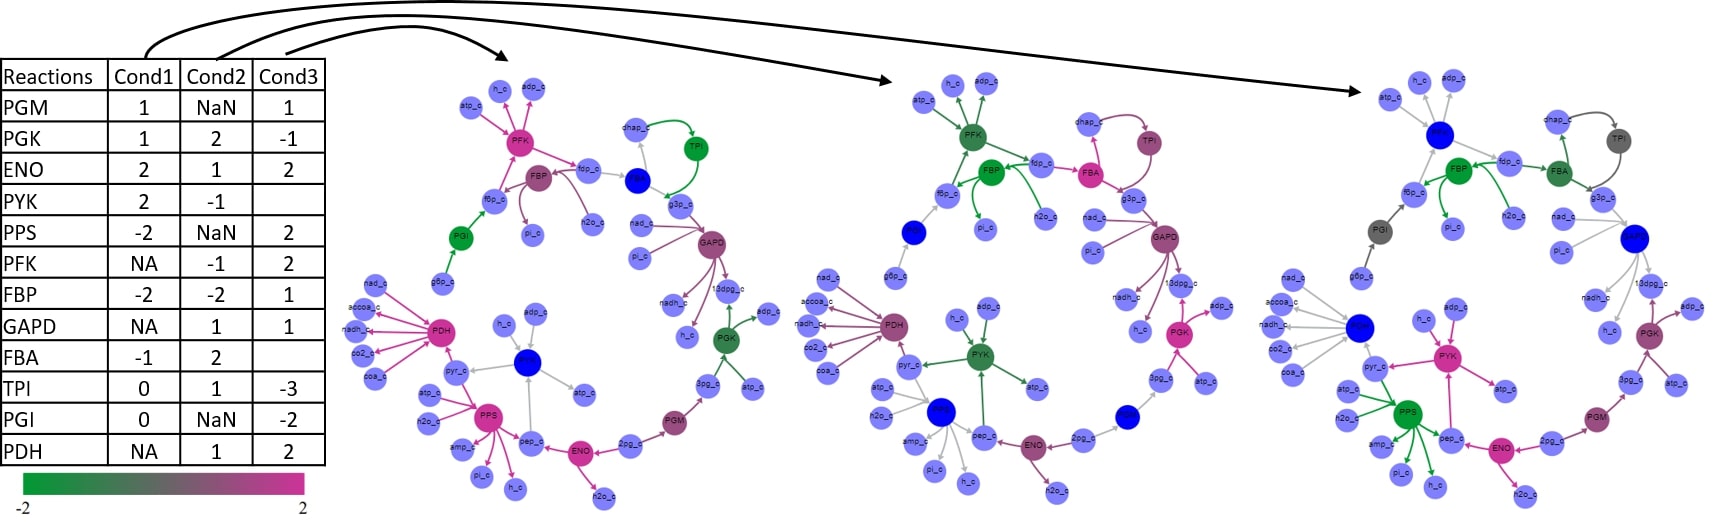 Reactions Cond1 Cond2 Cond3
PGM 1 NaN 1
PGK 1 2 -1
ENO 2 1 2
PYK 2 -1
PPS -2 NaN 2
PFK NA -1 2
FBP -2 -2 1
GAPD NA 1 1
FBA -1 2
TPI 0 1 -3
PGI 0 NaN -2
PDH NA 1 2
-2 2
h_c adp_c
atp_c
PFK
dhap_c
TPI
fdp_c
FBP
f6p_c
g3p_c
nad_c
h2o_c
pi_c
PGI
GAPD
pi_c
g6p_c
nad_c
13dpg_c
accoa_c
nadh_c
adp_c
h_c
adp_c
nadh_c
PDH
h_c
PGK
co2_c
coa_c
pyr_c
3pg_c
atp_c
atp_c
atp_c
PPS
h2o_c
PGM
amp_c
pep_c
2pg_c
ENO
pi_c
h_c
h2o_c
h_c adp_c
atp_c
PFK
dhap_c
TPI
fdp_c
FBP
FBA
f6p_c
g3p_c
nad_c
h2o_c
pi_c
GAPD
pi_c
g6p_c
nad_c
13dpg_c
accoa_c
nadh_c
adp_c
h_c
adp_c
nadh_c
PDH
h_c
PGK
co2_c
PYK
coa_c
pyr_c
3pg_c
atp_c
atp_c
atp_c
h2o_c
amp_c
pep_c
2pg_c
ENO
pi_c
h_c
h2o_c
h_c adp_c
atp_c
dhap_c
TPI
fdp_c
FBP
FBA
f6p_c
g3p_c
nad_c
h2o_c
pi_c
PGI
pi_c
g6p_c
nad_c
13dpg_c
accoa_c
nadh_c
adp_c
h_c
adp_c
nadh_c
h_c
PGK
co2_c
PYK
coa_c
pyr_c
3pg_c
atp_c
atp_c
atp_c
PPS
h2o_c
PGM
amp_c
pep_c
2pg_c
ENO
pi_c
h_c
h2o_c